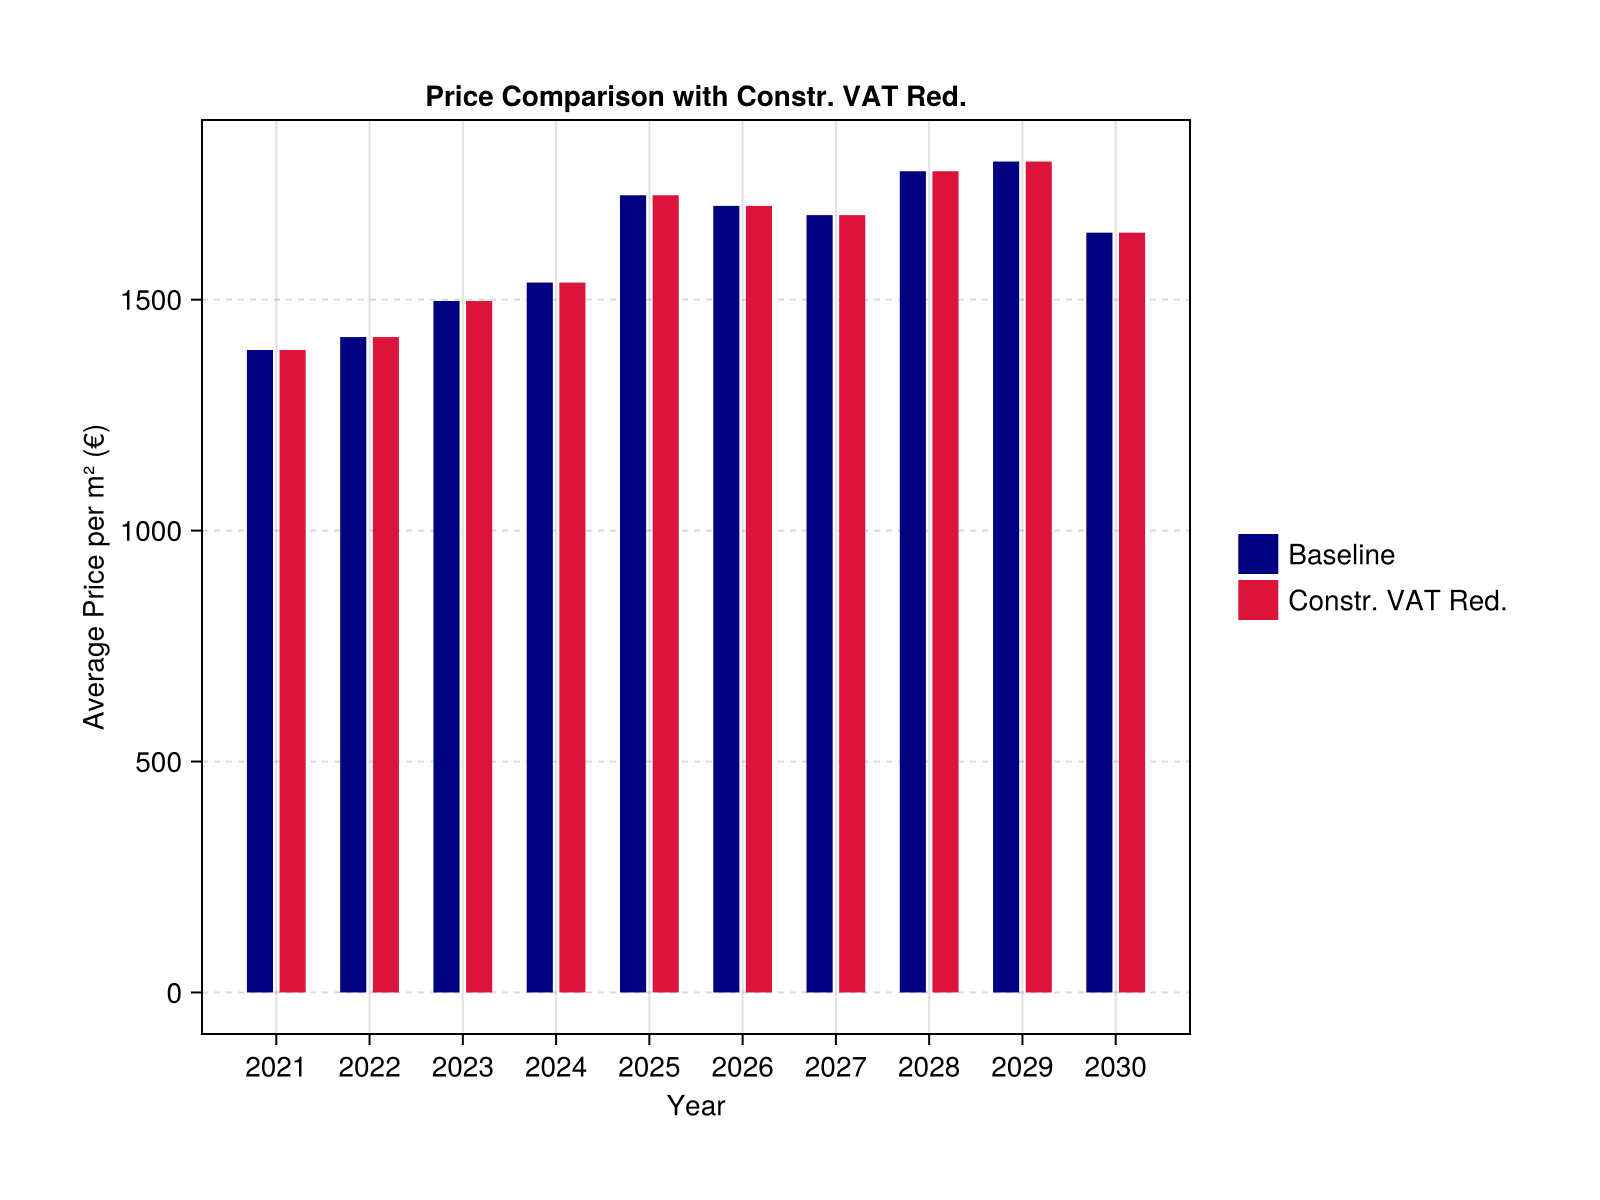 Price Comparison with Constr. VAT Red.
Average Price per m² (€)
1500
1000
500
0
2021 2022 2023 2024 2025 2026 2027 2028 2029 2030
Year
Baseline
Constr. VAT Red.